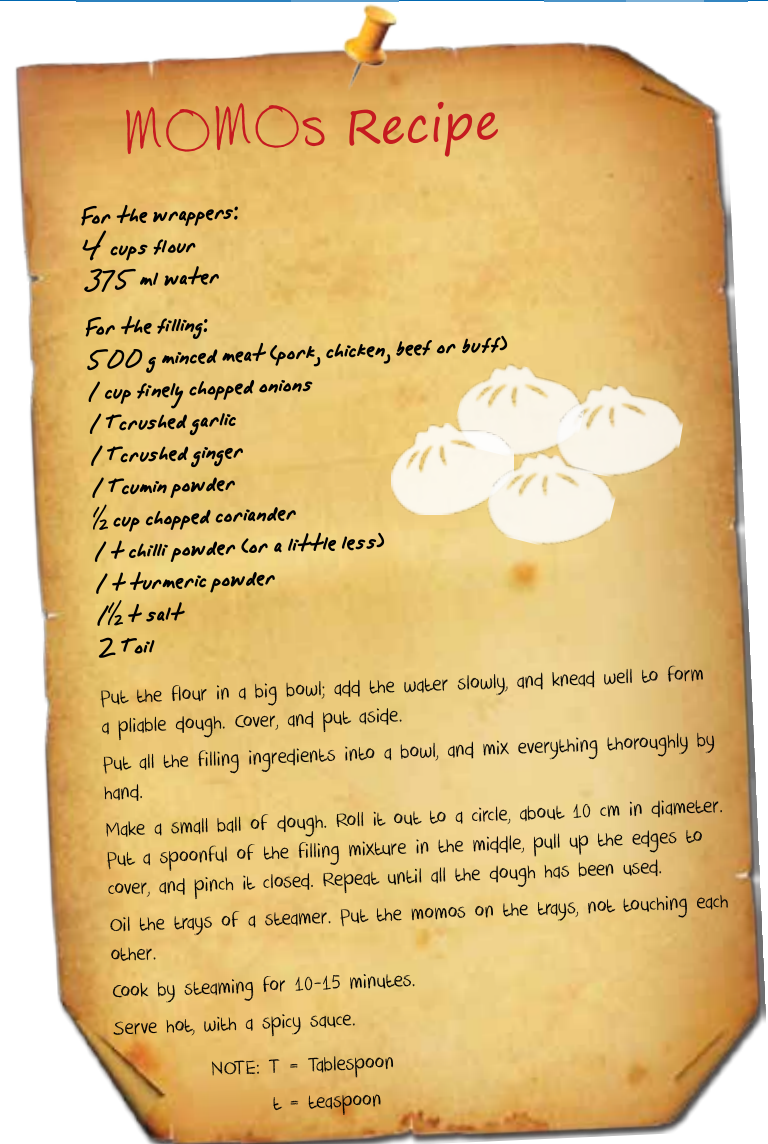 MOMOs Recipe
For the wrappers:
4 cups flour
375 ml water
For the filling:
500 g minced meat (pork, chicken, beef or buff)
1 cup finely chopped onions
1 T crushed garlic
1 T crushed ginger
1 T cumin powder
½ cup chopped coriander
1 t chilli powder (or a little less)
1 t turmeric powder
1½ t salt
2 T oil
Put the flour in a big bowl; add the water slowly, and knead well to form
a pliable dough. Cover, and put aside.
Put all the filling ingredients into a bowl, and mix everything thoroughly by
hand.
Make a small ball of dough. Roll it out to a circle, about 10 cm in diameter.
Put a spoonful of the filling mixture in the middle, pull up the edges to
cover, and pinch it closed. Repeat until all the dough has been used.
Oil the trays of a steamer. Put the momos on the trays, not touching each
other.
Cook by steaming for 10-15 minutes.
Serve hot, with a spicy sauce.
NOTE: T = Tablespoon
t = teaspoon